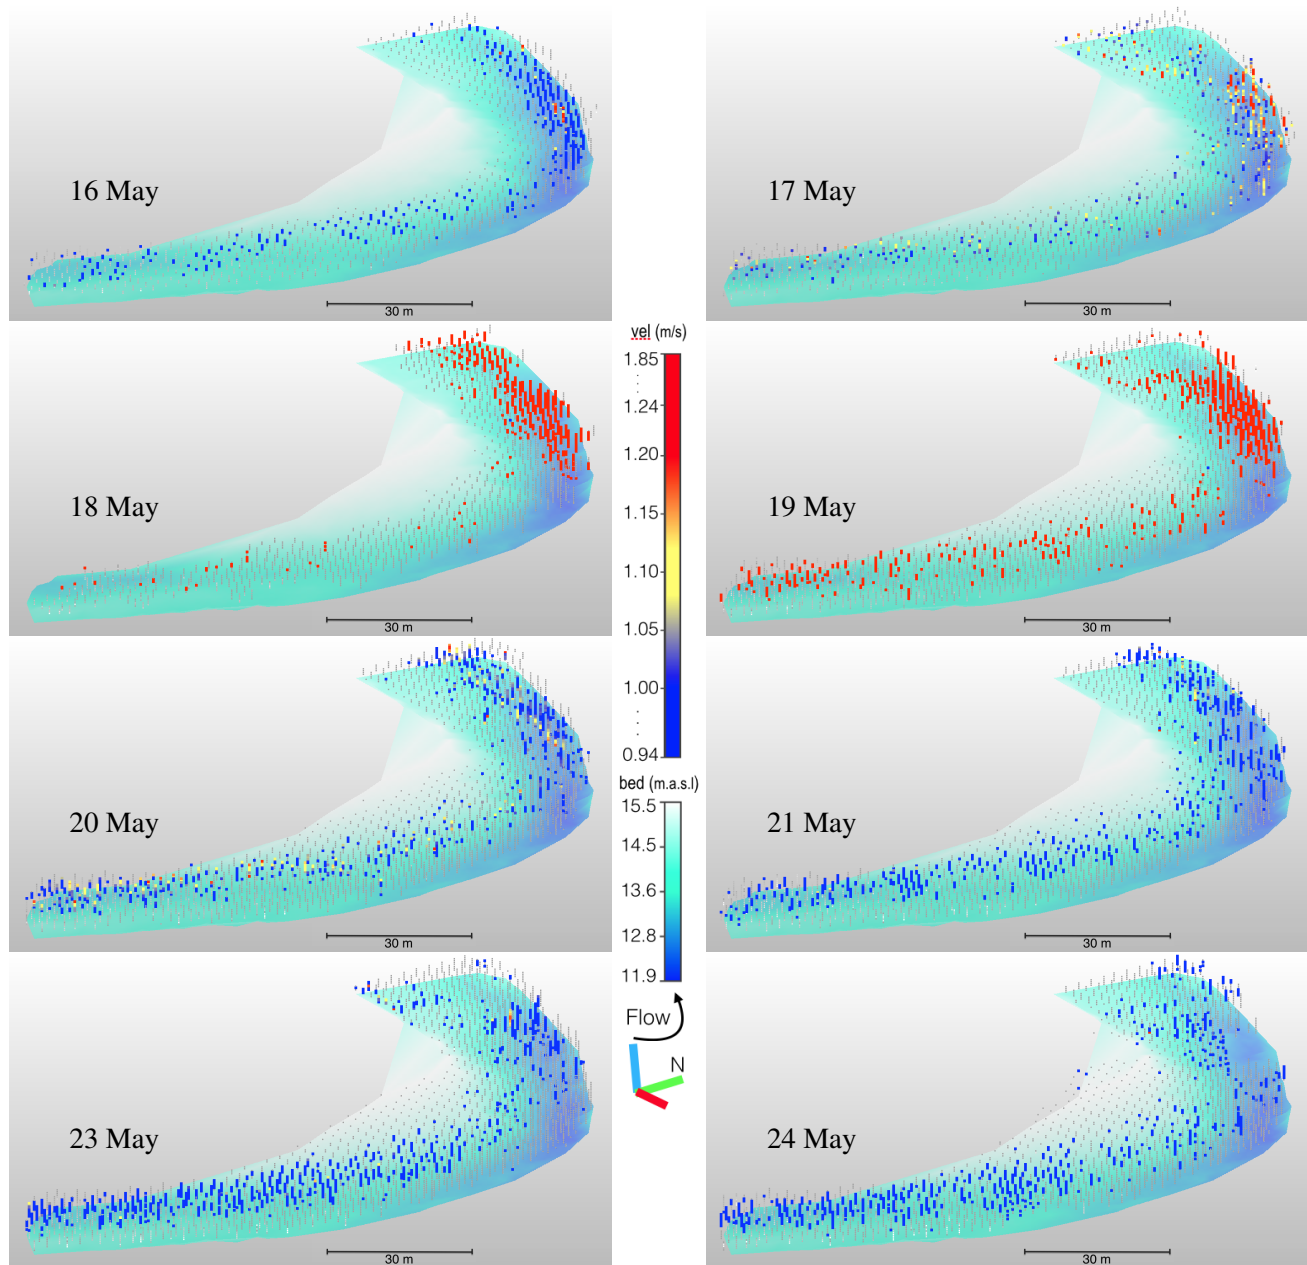 16 May
30 m
17 May
30 m
vel (m/s)
1.85
1.24
1.20
1.15
1.10
1.05
1.00
0.94
18 May
30 m
19 May
30 m
20 May
30 m
21 May
30 m
bed (m.a.s.l)
15.5
14.5
13.6
12.8
11.9
Flow
N
23 May
30 m
24 May
30 m